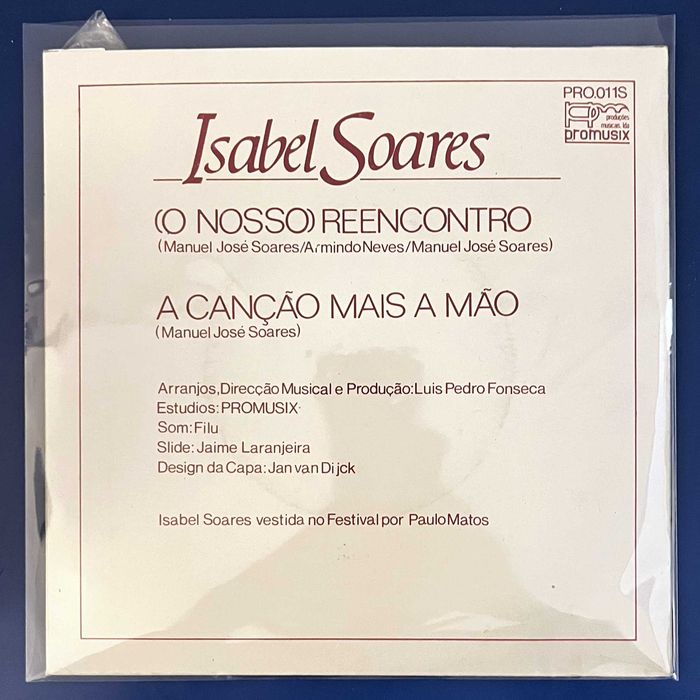 PRO.011S
produções
musicais, lda
promusix
Isabel Soares
(O NOSSO) REENCONTRO
(Manuel José Soares/Armindo Neves/Manuel José Soares)
A CANÇÃO MAIS A MÃO
(Manuel José Soares)
Arranjos, Direcção Musical e Produção: Luis Pedro Fonseca
Estudios: PROMUSIX
Som: Filu
Slide: Jaime Laranjeira
Design da Capa: Jan van Dijck
Isabel Soares vestida no Festival por Paulo Matos